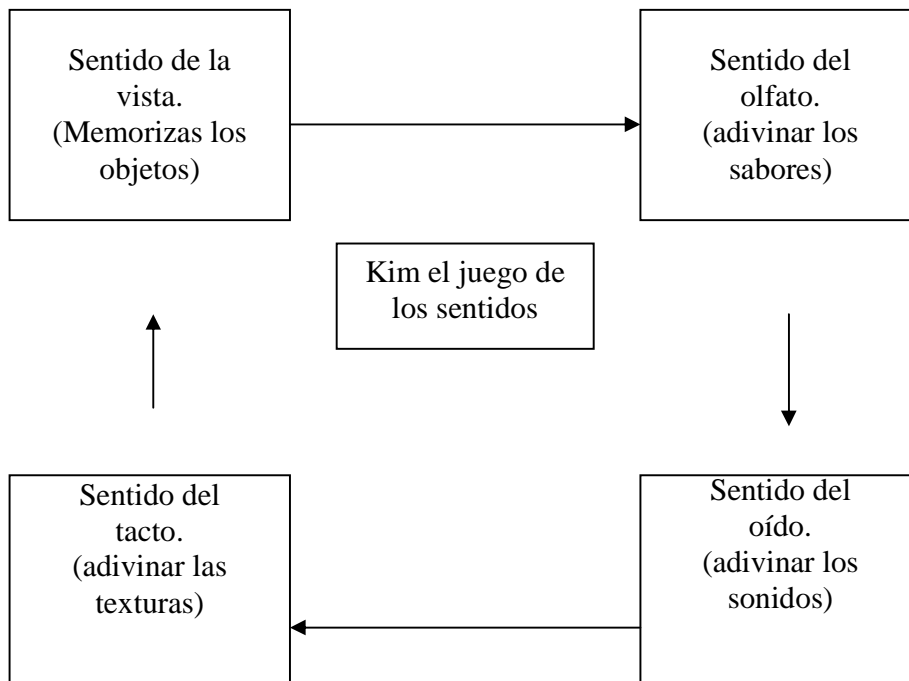 Sentido de la
vista.
(Memorizas los
objetos)
Sentido del
olfato.
(adivinar los
sabores)
Kim el juego de
los sentidos
Sentido del
tacto.
(adivinar las
texturas)
Sentido del
oído.
(adivinar los
sonidos)